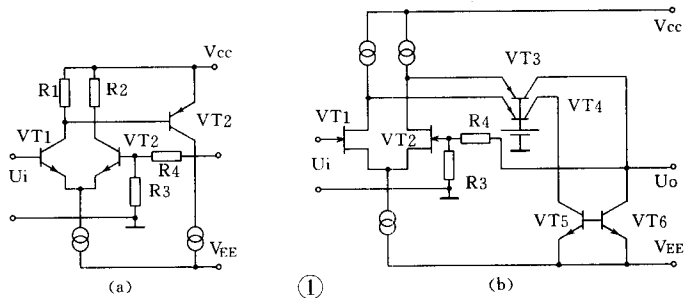 Vcc
R1
R2
VT1
VT2
VT2
Ui
R4
R3
VEE
(a)
①
Vcc
VT3
VT1
VT2
VT4
R4
Ui
R3
Uo
VT5
VT6
VEE
(b)